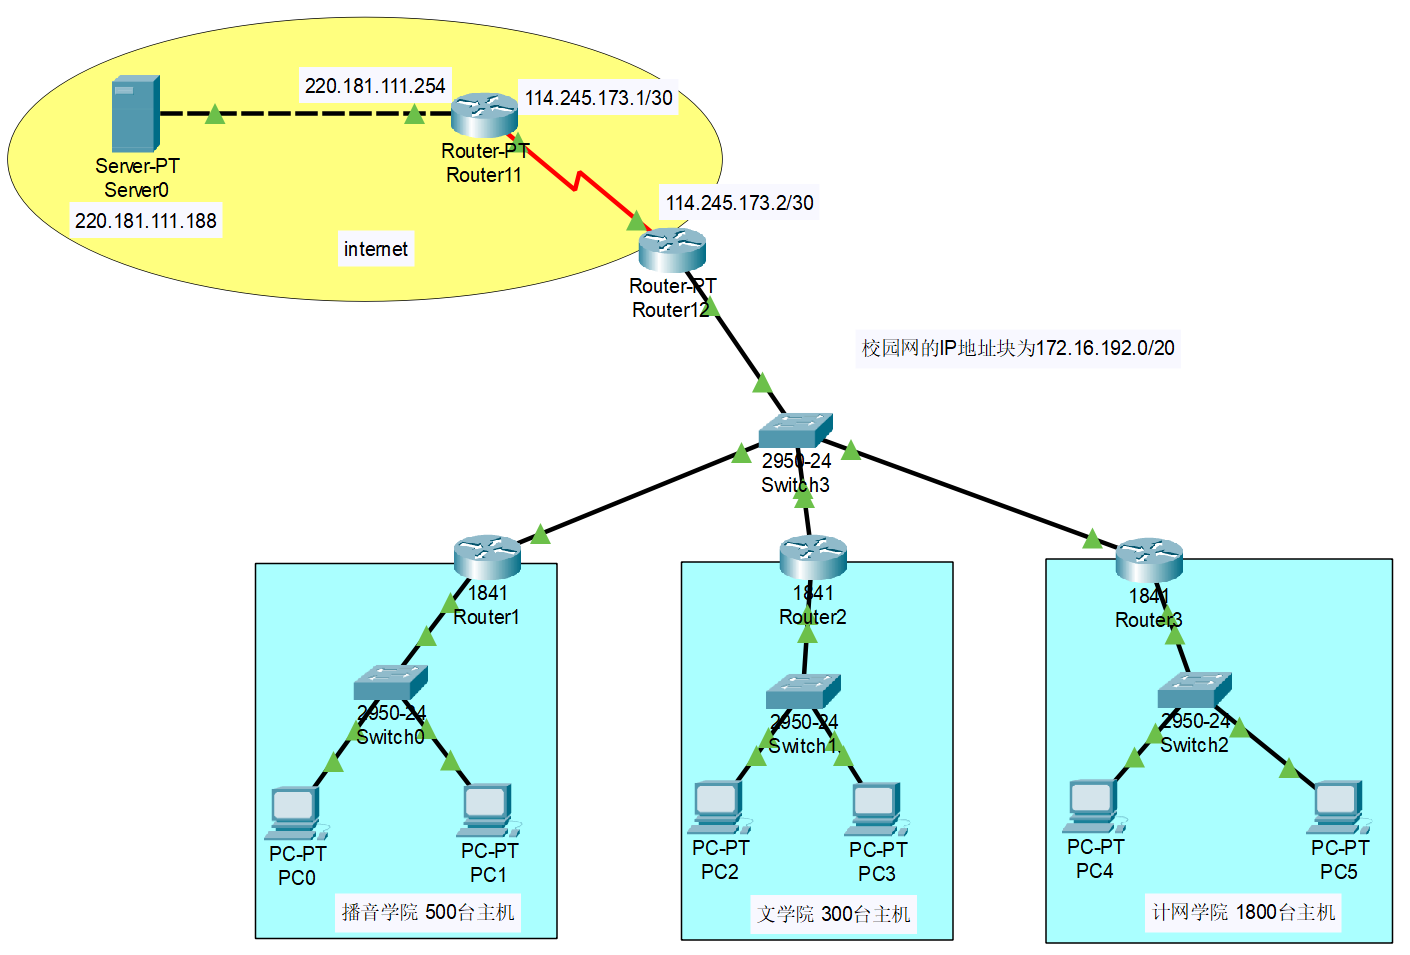 220.181.111.254
114.245.173.1/30
Server-PT
Server0
220.181.111.188
Router-PT
Router11
internet
114.245.173.2/30
Router-PT
Router12
校园网的IP地址块为172.16.192.0/20
2950-24
Switch3
1841
Router1
1841
Router2
1841
Router3
2950-24
Switch0
2950-24
Switch1
2950-24
Switch2
PC-PT
PC0
PC-PT
PC1
PC-PT
PC2
PC-PT
PC3
PC-PT
PC4
PC-PT
PC5
播音学院 500台主机
文学院 300台主机
计网学院 1800台主机